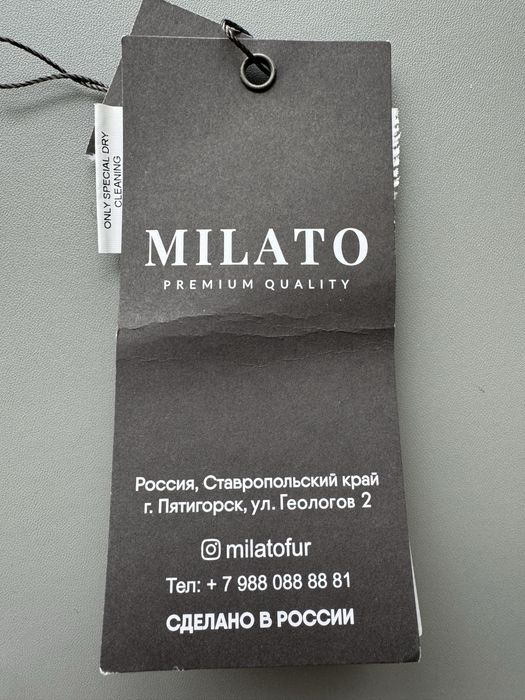 ONLY SPECIAL DRY
CLEANING
MILATO
PREMIUM QUALITY
Россия, Ставропольский край
г. Пятигорск, ул. Геологов 2
milatofur
Тел: + 7 988 088 88 81
СДЕЛАНО В РОССИИ